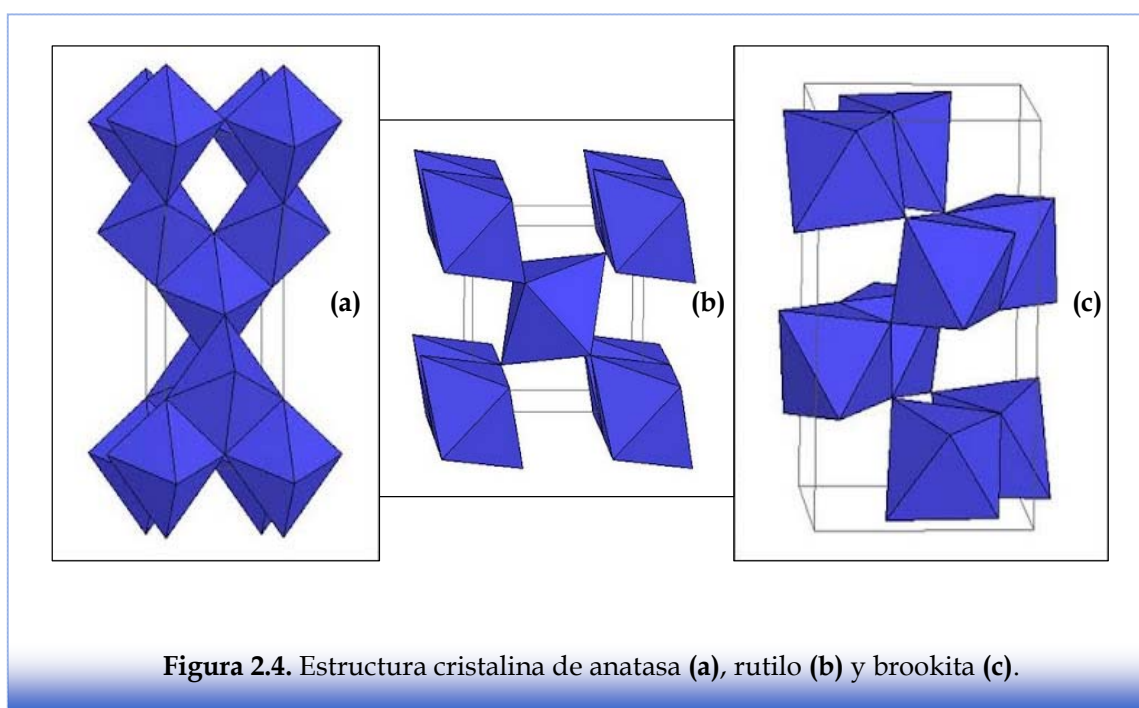 (a)
(b)
(c)
Figura 2.4. Estructura cristalina de anatasa (a), rutilo (b) y brookita (c).